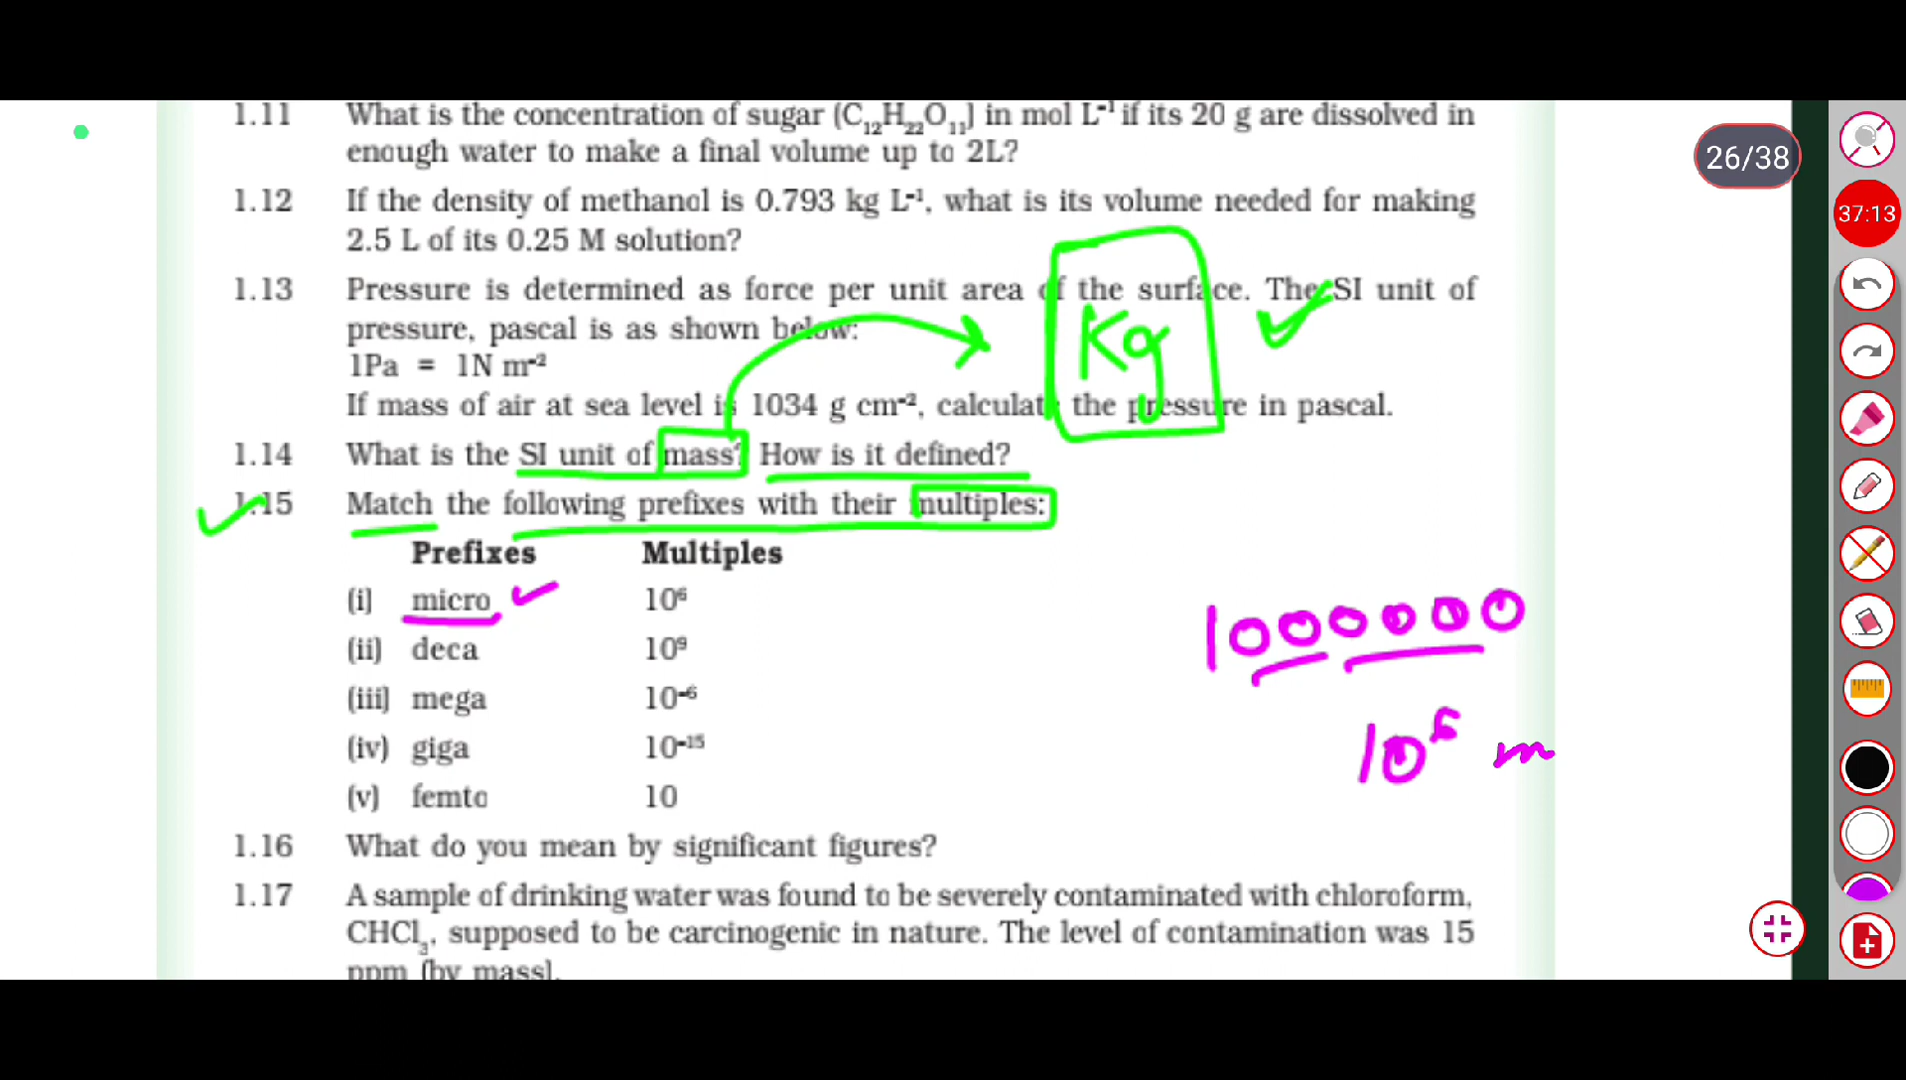 1.11 What is the concentration of sugar (C₁₂H₂₂O₁₁) in mol L⁻¹ if its 20 g are dissolved in
enough water to make a final volume up to 2L?
26/38
37:13
1.12 If the density of methanol is 0.793 kg L⁻¹, what is its volume needed for making
2.5 L of its 0.25 M solution?
1.13 Pressure is determined as force per unit area of the surface. The SI unit of
pressure, pascal is as shown below:
1Pa = 1N m⁻²
Kg
If mass of air at sea level is 1034 g cm⁻², calculate the pressure in pascal.
1.14 What is the SI unit of mass? How is it defined?
1.15 Match the following prefixes with their multiples:
Prefixes Multiples
(i) micro 10⁶
(ii) deca 10⁹
(iii) mega 10⁻⁶
(iv) giga 10⁻¹⁵
(v) femto 10
1000000
10⁶ m
1.16 What do you mean by significant figures?
1.17 A sample of drinking water was found to be severely contaminated with chloroform,
CHCl₃, supposed to be carcinogenic in nature. The level of contamination was 15
ppm (by mass).